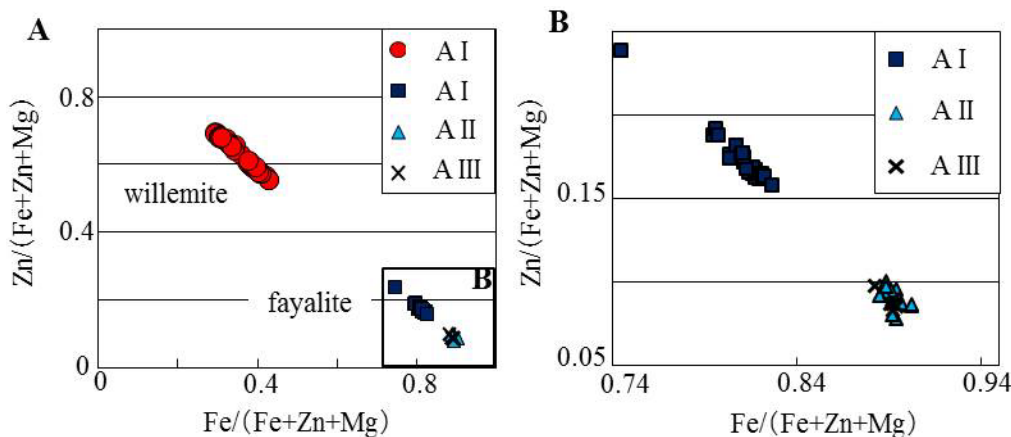 A
A I
A I
A II
A III
willemite
fayalite
B
0.8
0.4
0
0
0.4
0.8
Zn/(Fe+Zn+Mg)
Fe/(Fe+Zn+Mg)
B
A I
A II
A III
0.15
0.05
0.74
0.84
0.94
Zn/(Fe+Zn+Mg)
Fe/(Fe+Zn+Mg)